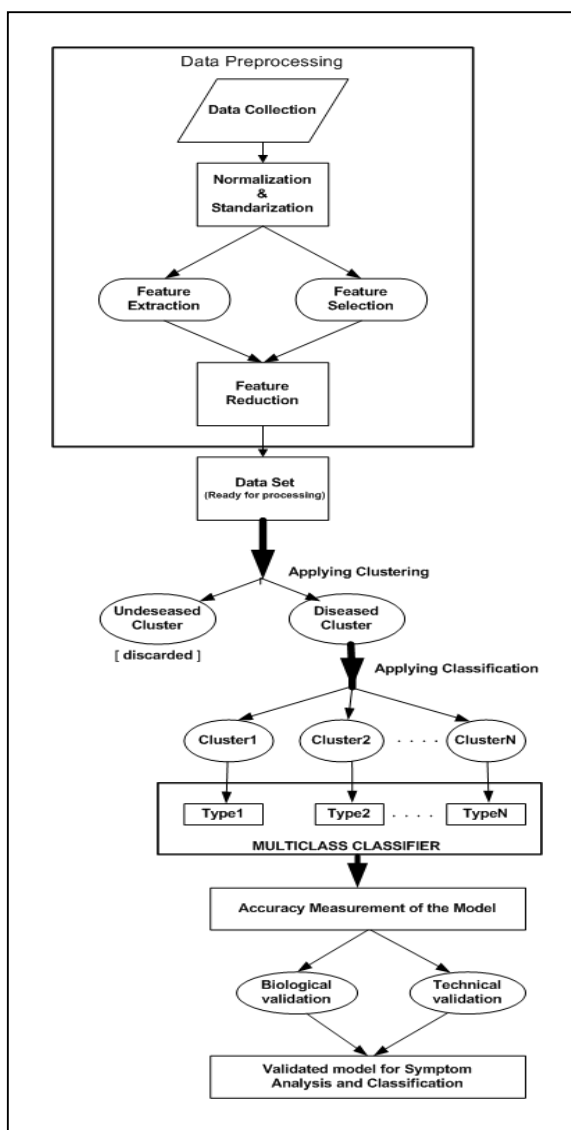 Data Preprocessing
Data Collection
Normalization
&
Standarization
Feature
Extraction
Feature
Selection
Feature
Reduction
Data Set
(Ready for processing)
Applying Clustering
Undeseased
Cluster
Diseased
Cluster
[ discarded ]
Applying Classification
Cluster1
Cluster2
. . . .
ClusterN
Type1
Type2
. . . .
TypeN
MULTICLASS CLASSIFIER
Accuracy Measurement of the Model
Biological
validation
Technical
validation
Validated model for Symptom
Analysis and Classification